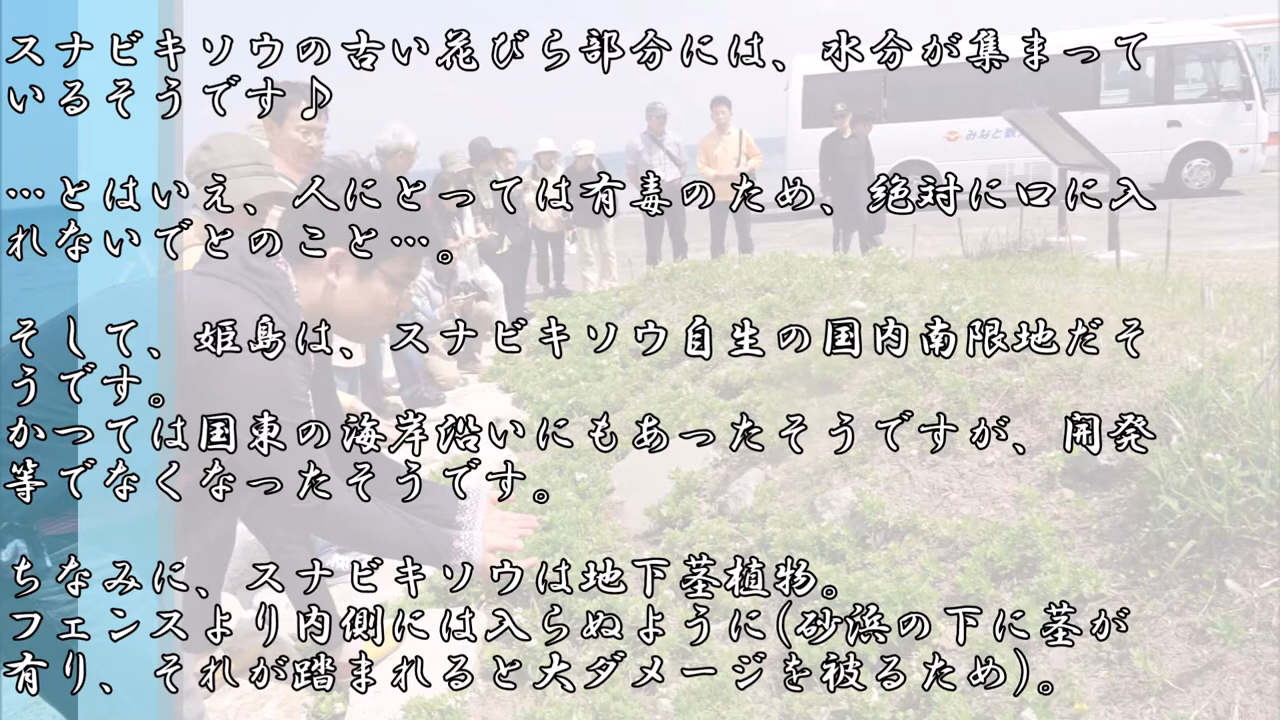 スナビキソウの古い花びら部分には、水分が集まって
いるそうです♪
…とはいえ、人にとっては有毒のため、絶対に口に入
れないでとのこと…。
そして、姫島は、スナビキソウ自生の国内南限地だそ
うです。
かつては国東の海岸沿いにもあったそうですが、開発
等でなくなったそうです。
ちなみに、スナビキソウは地下茎植物。
フェンスより内側には入らぬように(砂浜の下に茎が
有り、それが踏まれると大ダメージを被るため)。
みなと観